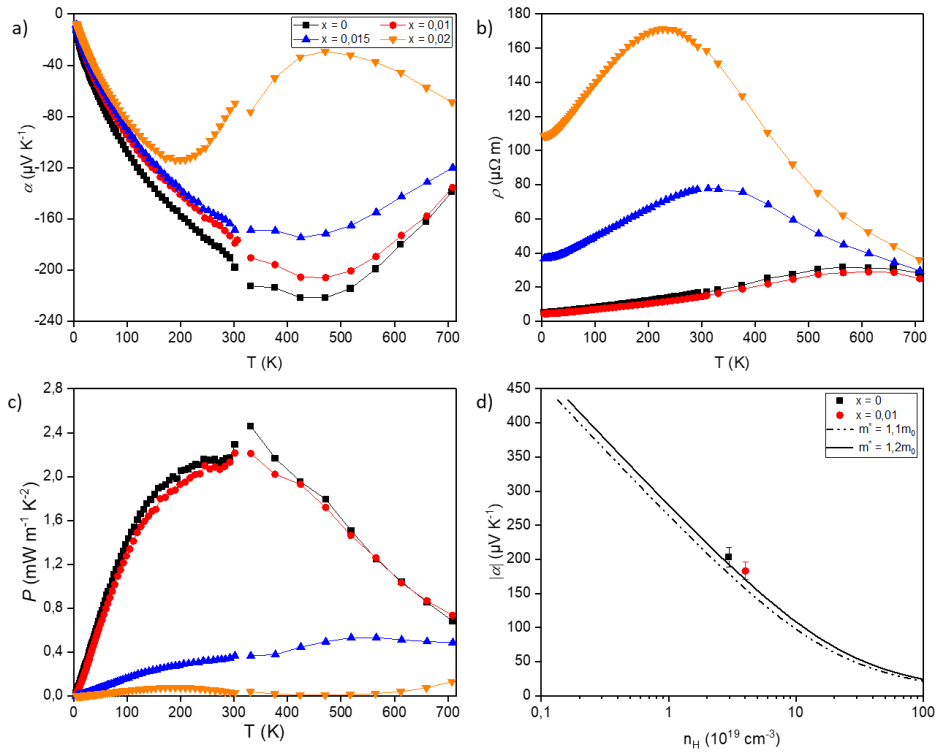 a)
x = 0 x = 0,01
x = 0,015 x = 0,02
0
-40
-80
-120
-160
-200
-240
α (µV K⁻¹)
0 100 200 300 400 500 600 700
T (K)
b)
180
160
140
120
100
80
60
40
20
0
ρ (µΩ m)
0 100 200 300 400 500 600 700
T (K)
c)
2,8
2,4
2,0
1,6
1,2
0,8
0,4
0,0
P (mW m⁻¹ K⁻²)
0 100 200 300 400 500 600 700
T (K)
d)
x = 0
x = 0,01
m* = 1,1m₀
m* = 1,2m₀
450
400
350
300
250
200
150
100
50
0
|α| (µV K⁻¹)
0,1 1 10 100
n_H (10¹⁹ cm⁻³)